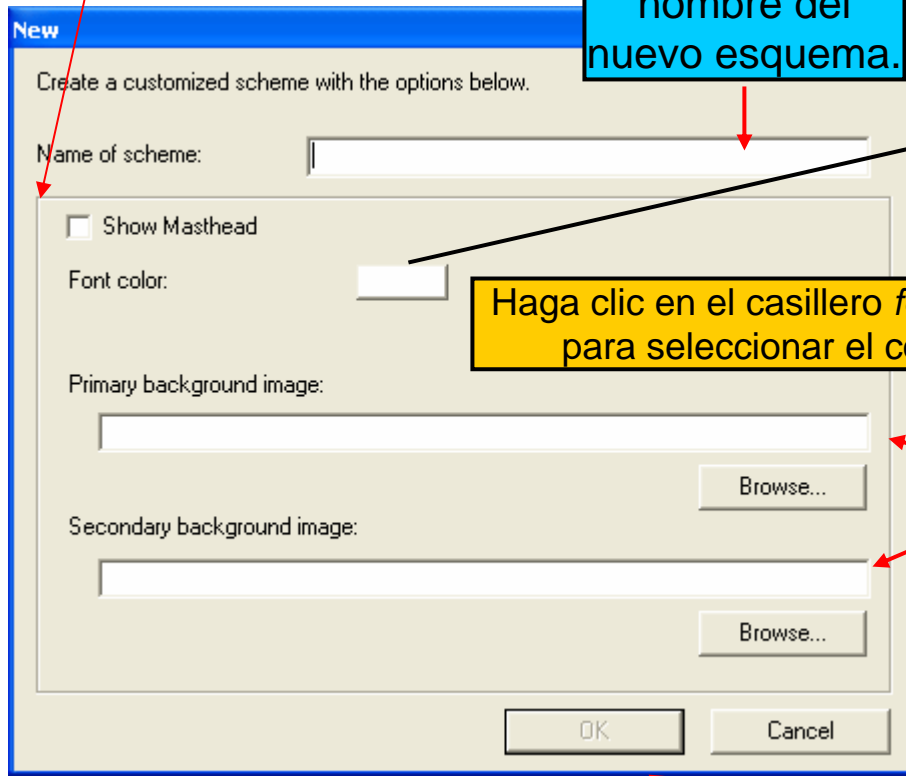 nombre del
nuevo esquema.
New
Create a customized scheme with the options below.
Name of scheme:
Show Masthead
Font color:
Haga clic en el casillero
para seleccionar el
Primary background image:
Browse...
Secondary background image:
Browse...
OK
Cancel